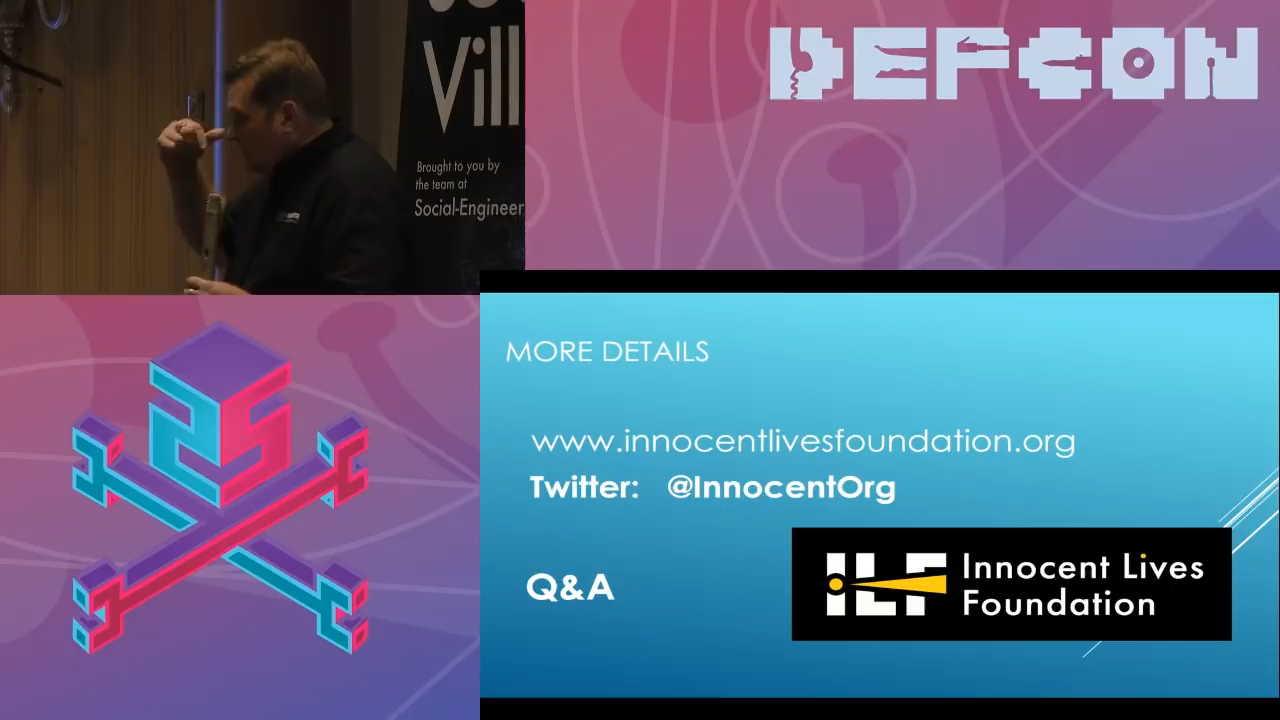 Vill
Brought to you by
the team at
Social-Engineer
DEFCON
25
MORE DETAILS
www.innocentlivesfoundation.org
Twitter: @InnocentOrg
Q&A
ILF
Innocent Lives
Foundation